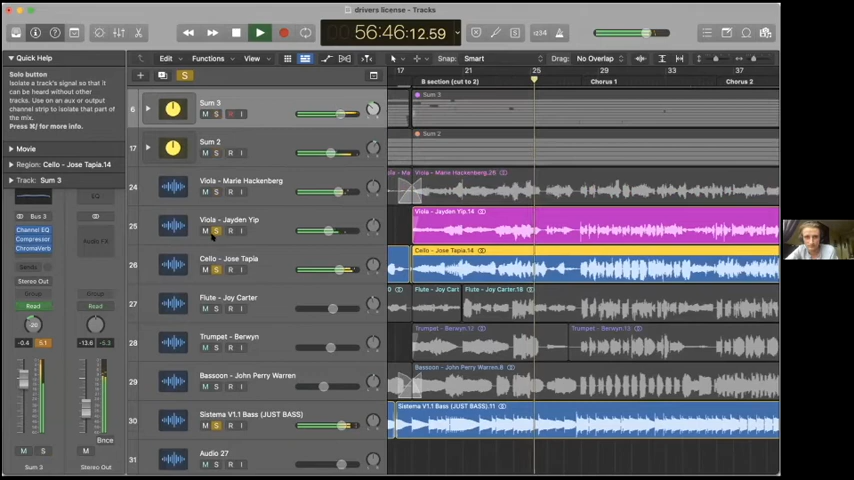 drivers license - Tracks
56:46:12.59
1234
Edit
Functions
View
Snap:
Smart
Drag:
No Overlap
Quick Help
Solo button
Isolate a track's signal so that it
can be heard without other
tracks. Use on an aux or output
channel strip to isolate that part
of the mix.
Press ⌘/ for more info.
Movie
Region: Cello - Jose Tapia.14
Track: Sum 3
Bus 3
EQ
Channel EQ
Compressor
ChromaVerb
Audio FX
Sends
Stereo Out
Group
Group
Read
Read
-20
-0.4
5.1
-13.6
-5.3
Bnce
M
S
M
Sum 3
Stereo Out
S
6
Sum 3
M S R I
17
Sum 2
M S
24
Viola - Marie Hackenberg
M S R I
25
Viola - Jayden Yip
M S R I
26
Cello - Jose Tapia
M S R I
27
Flute - Joy Carter
M S R I
28
Trumpet - Berwyn
M S R I
29
Bassoon - John Perry Warren
M S R I
30
Sistema V1.1 Bass (JUST BASS)
M S R I
31
Audio 27
M S R I
17
21
25
29
33
37
B section (cut to 2)
Chorus 1
Chorus 2
Sum 3
Sum 2
Viola - Marie Hackenberg.26
Viola - Jayden Yip.14
Cello - Jose Tapia.14
Flute - Joy Cart
Flute - Joy Carter.18
Trumpet - Berwyn.12
Trumpet - Berwyn.13
Bassoon - John Perry Warren.8
Sistema V1.1 Bass (JUST BASS).11